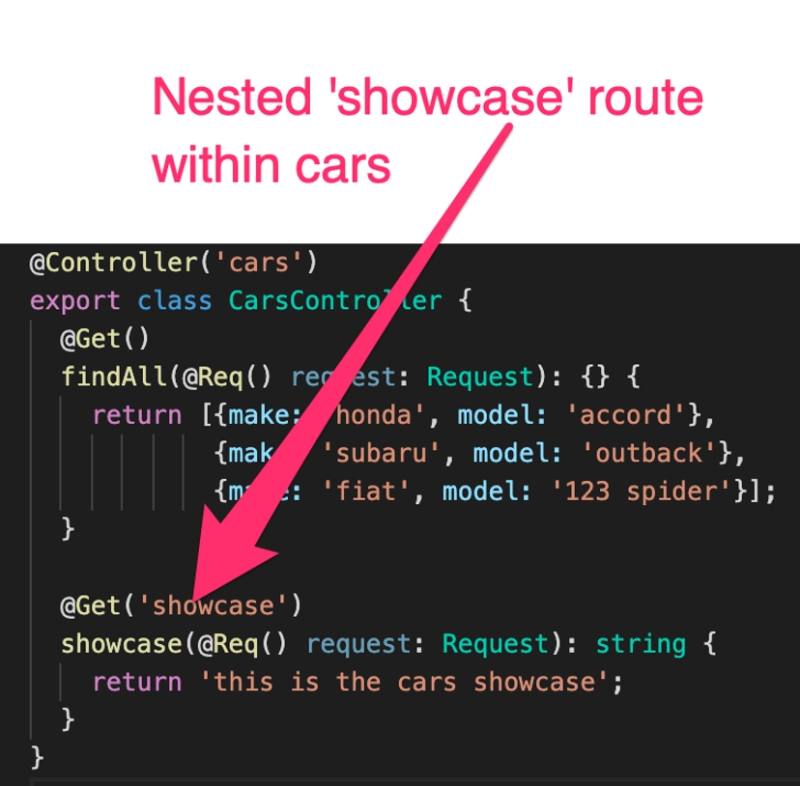 Nested 'showcase' route
within cars
@Controller('cars')
export class CarsController {
@Get()
findAll(@Req() request: Request): {} {
return [{make: 'honda', model: 'accord'},
{make: 'subaru', model: 'outback'},
{make: 'fiat', model: '123 spider'}];
}
@Get('showcase')
showcase(@Req() request: Request): string {
return 'this is the cars showcase';
}
}